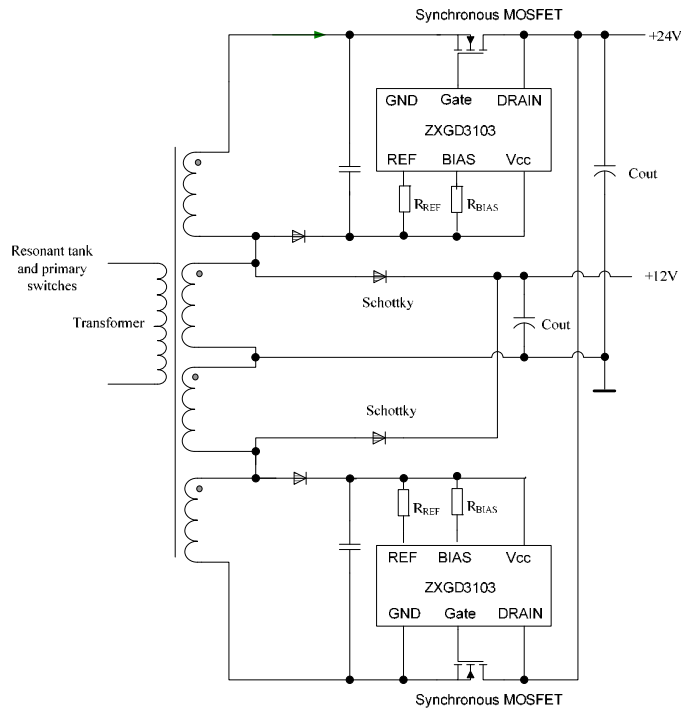 Synchronous MOSFET
+24V
GND Gate DRAIN
ZXGD3103
REF BIAS Vcc
RREF
RBIAS
Cout
Resonant tank
and primary
switches
Transformer
Schottky
+12V
Cout
Schottky
RREF
RBIAS
REF BIAS Vcc
ZXGD3103
GND Gate DRAIN
Synchronous MOSFET